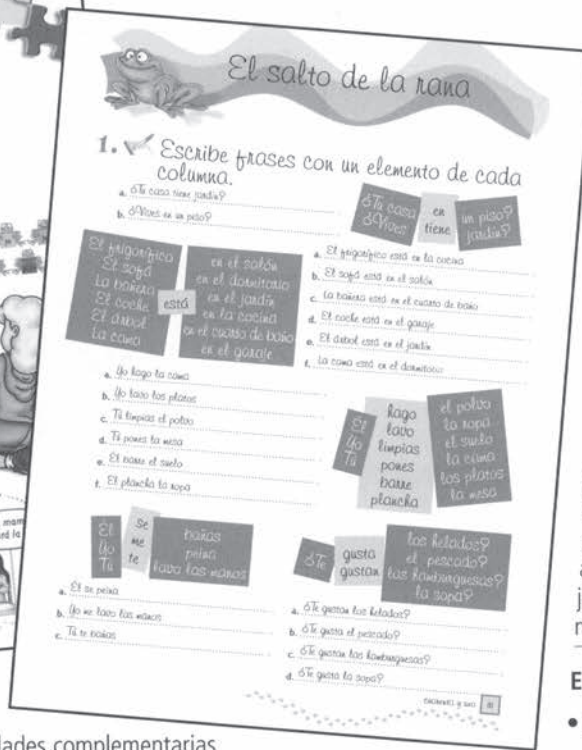 El salto de la rana
1. Escribe frases con un elemento de cada
columna.
a. ¿Tu casa tiene jardín?
b. ¿Vives en un piso?
¿Tu casa
¿Vives
en
tiene
un piso?
jardín?
El frigorífico
El sofá
La bañera
El coche
El árbol
La cama
está
en el salón
en el dormitorio
en el jardín
en la cocina
en el cuarto de baño
en el garaje
a. El frigorífico está en la cocina
b. El sofá está en el salón
c. La bañera está en el cuarto de baño
d. El coche está en el garaje
e. El árbol está en el jardín
f. La cama está en el dormitorio
a. Yo hago la cama
b. Yo lavo los platos
c. Tú limpias el polvo
d. Tú pones la mesa
e. Él barre el suelo
f. Él plancha la ropa
Él
Yo
Tú
hago
lavo
limpias
pones
barre
plancha
el polvo
la ropa
el suelo
la cama
los platos
la mesa
Él
Yo
Tú
se
me
te
bañas
peina
lavo las manos
a. Él se peina
b. Yo me lavo las manos
c. Tú te bañas
¿Te
gusta
gustan
los helados?
el pescado?
las hamburguesas?
la sopa?
a. ¿Te gustan los helados?
b. ¿Te gusta el pescado?
c. ¿Te gustan las hamburguesas?
d. ¿Te gusta la sopa?
ochenta y uno
81
dades complementarias
E